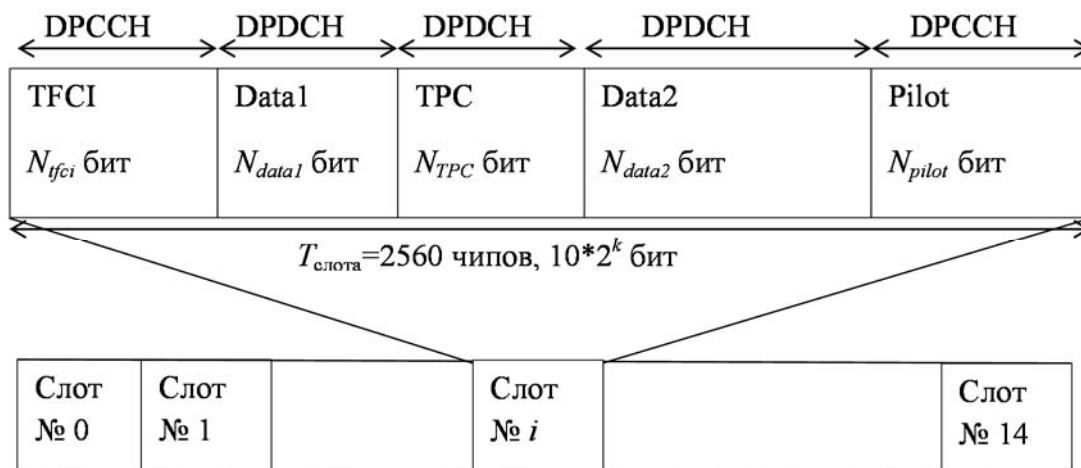 DPCCH DPDCH DPDCH DPDCH DPCCH
TFCI Data1 TPC Data2 Pilot
N_tfci бит N_data1 бит N_TPC бит N_data2 бит N_pilot бит
T_слота=2560 чипов, 10*2^k бит
Слот Слот Слот Слот
№ 0 № 1 № i № 14